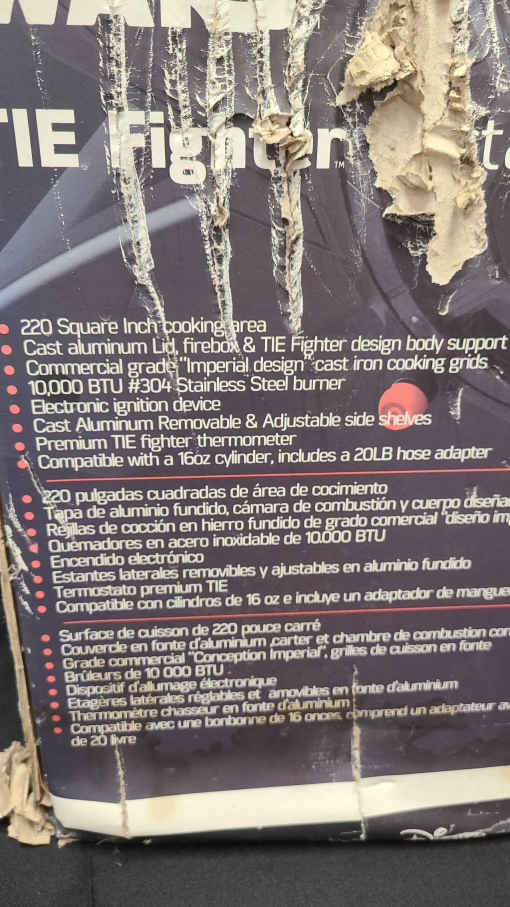 TIE Fighter™
220 Square Inch cooking area
Cast aluminum Lid, firebox & TIE Fighter design body support
Commercial grade "Imperial design" cast iron cooking grids
10,000 BTU #304 Stainless Steel burner
Electronic ignition device
Cast Aluminum Removable & Adjustable side shelves
Premium TIE fighter thermometer
Compatible with a 16oz cylinder, includes a 20LB hose adapter
220 pulgadas cuadradas de área de cocimiento
Tapa de aluminio fundido, cámara de combustión y cuerpo
Rejillas de cocción en hierro fundido de grado comercial "diseño
Quemadores en acero inoxidable de 10.000 BTU
Encendido electrónico
Estantes laterales removibles y ajustables en aluminio fundido
Termostato premium TIE
Compatible con cilindros de 16 oz e incluye un adaptador de
Surface de cuisson de 220 pouce carré
Couvercle en fonte d'aluminium ,carter et chambre de combustion
Grade commercial "Conception Imperial", grilles de cuisson en fonte
Brûleurs de 10 000 BTU
Dispositif d'allumage électronique
Etagères latérales réglables et amovibles en fonte d'aluminium
Thermomètre chasseur en fonte d'aluminium
Compatible avec une bonbonne de 16 onces, comprend un adaptateur
de 20 livre
Disney